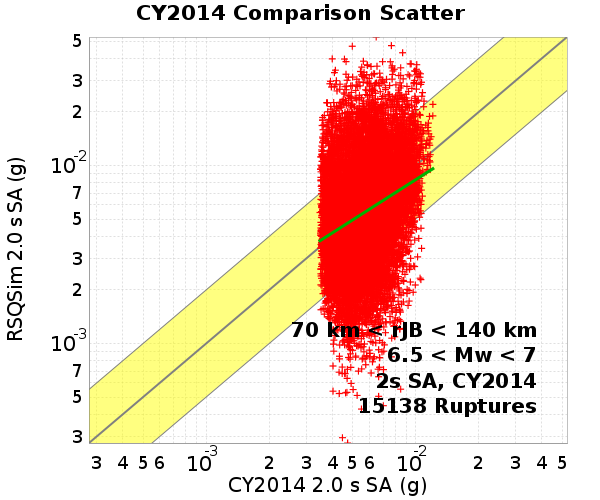 CY2014 Comparison Scatter
RSQSim 2.0 s SA (g)
5
3
2
10-2
7
5
3
2
10-3
7
5
3
70 km < rJB < 140 km
6.5 < Mw < 7
2s SA, CY2014
15138 Ruptures
3 4 5 6 10-3 2 3 4 5 6 10-2 2 3 4 5
CY2014 2.0 s SA (g)